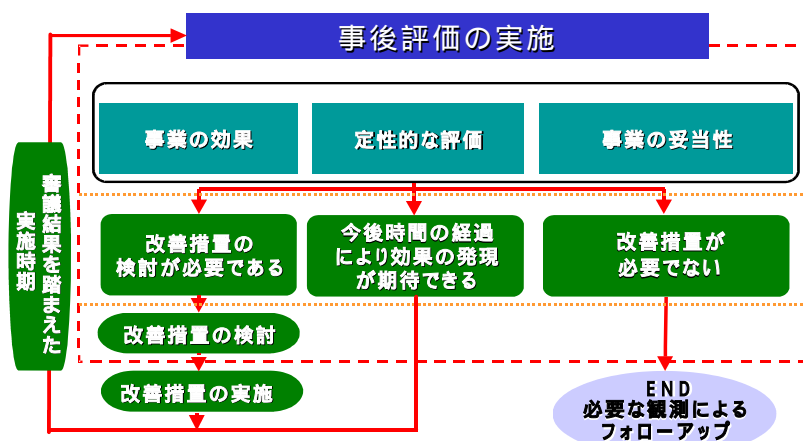 事後評価の実施
事業の効果
定性的な評価
事業の妥当性
審議結果を踏まえた
実施時期
改善措置の
検討が必要である
今後時間の経過
により効果の発現
が期待できる
改善措置が
必要でない
改善措置の検討
改善措置の実施
END
必要な観測による
フォローアップ